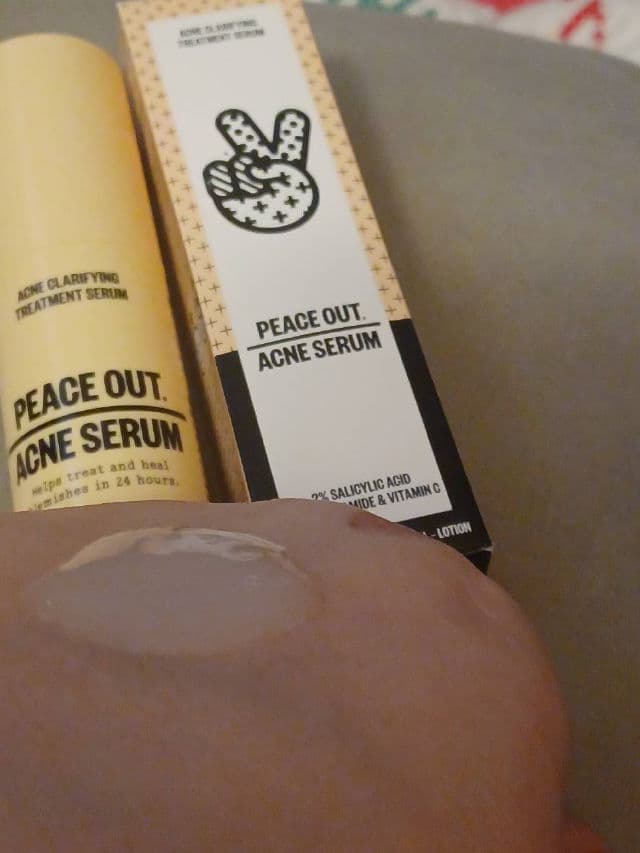 ACNE CLARIFYING
TREATMENT SERUM
PEACE OUT.
ACNE SERUM
Helps treat and heal
blemishes in 24 hours.
ACNE CLARIFYING
TREATMENT SERUM
PEACE OUT.
ACNE SERUM
2% SALICYLIC ACID
& VITAMIN C
LOTION